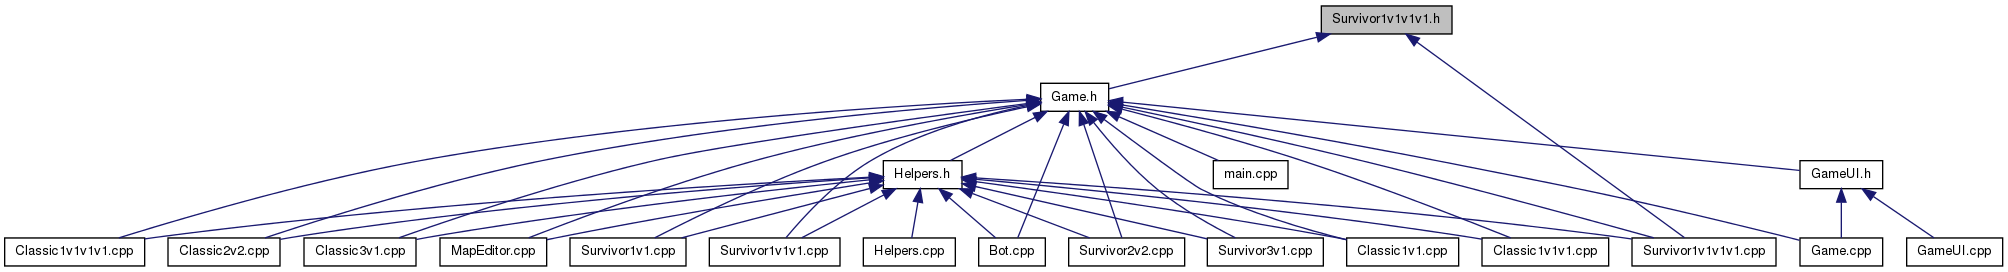 Survivor1v1v1v1.h
Game.h
Helpers.h
main.cpp
GameUI.h
Classic1v1v1v1.cpp
Classic2v2.cpp
Classic3v1.cpp
MapEditor.cpp
Survivor1v1.cpp
Survivor1v1v1.cpp
Helpers.cpp
Bot.cpp
Survivor2v2.cpp
Survivor3v1.cpp
Classic1v1.cpp
Classic1v1v1.cpp
Survivor1v1v1v1.cpp
Game.cpp
GameUI.cpp